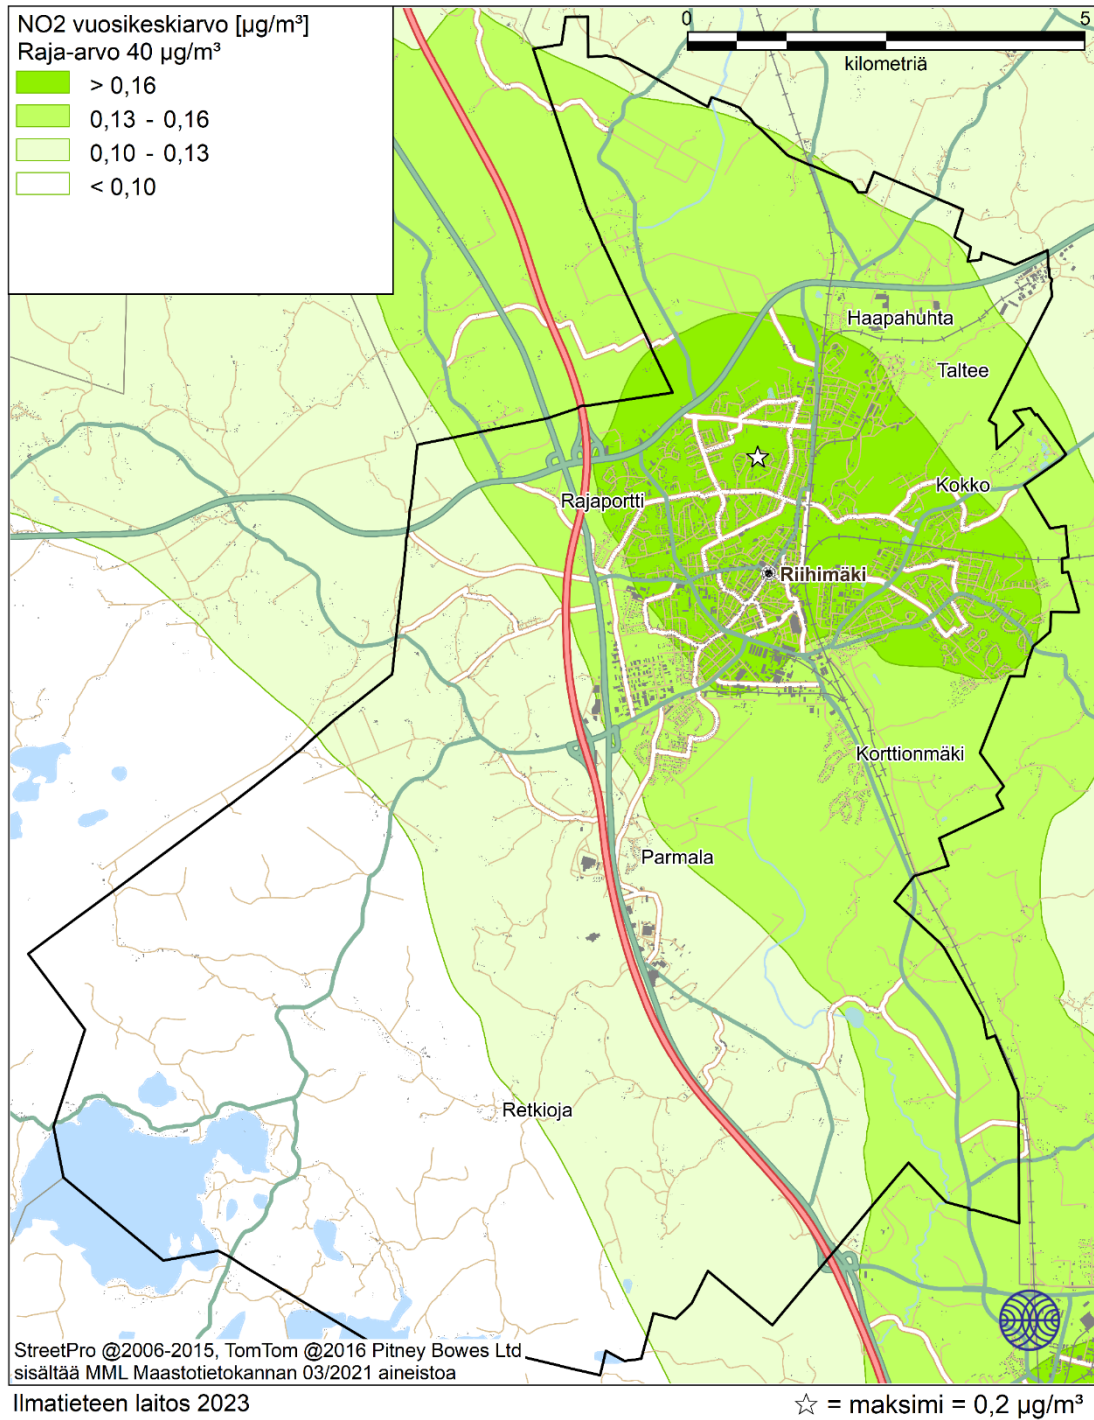 NO2 vuosikeskiarvo [µg/m³]
Raja-arvo 40 µg/m³
> 0,16
0,13 - 0,16
0,10 - 0,13
< 0,10
0 5
kilometriä
Haapahuhta
Taltee
Kokko
Rajaportti
Riihimäki
Korttionmäki
Parmala
Retkioja
StreetPro @2006-2015, TomTom @2016 Pitney Bowes Ltd
sisältää MML Maastotietokannan 03/2021 aineistoa
Ilmatieteen laitos 2023
☆ = maksimi = 0,2 µg/m³